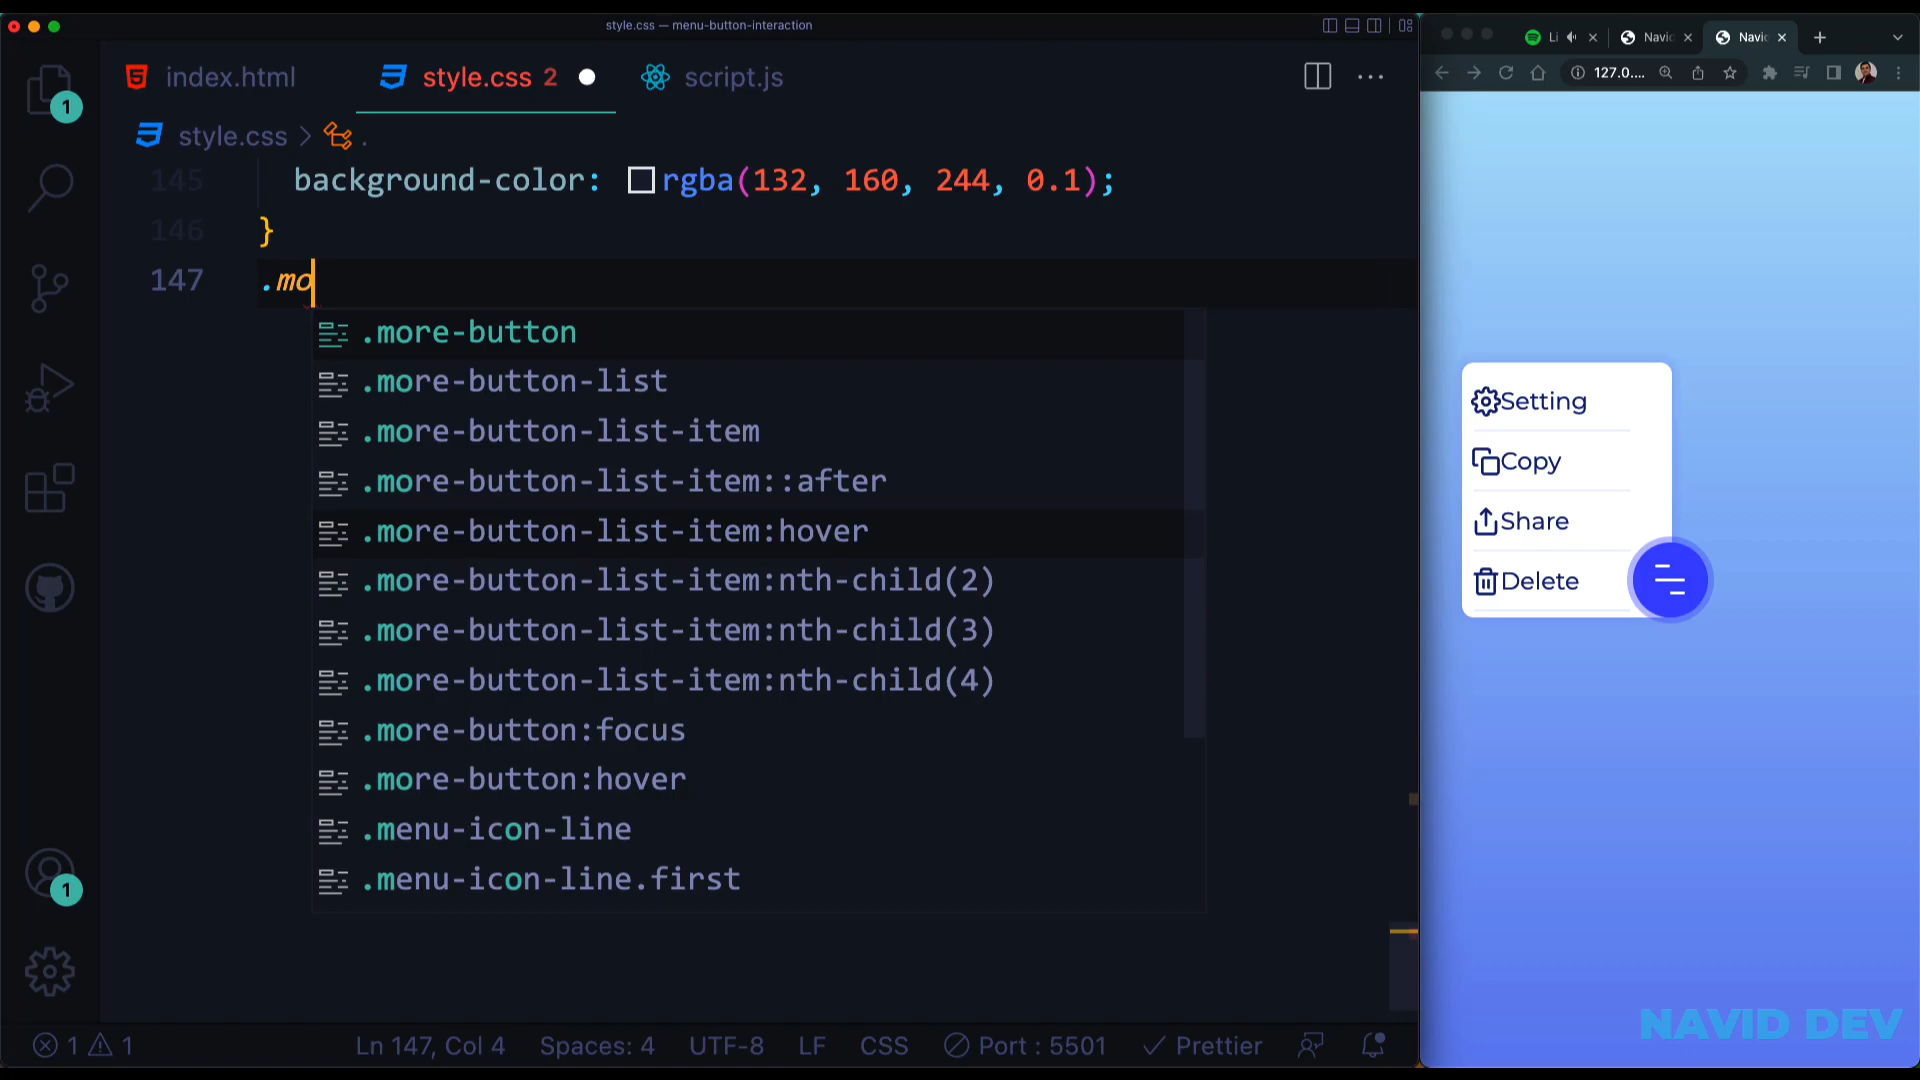 style.css — menu-button-interaction
index.html
style.css 2
script.js
style.css > .
145 background-color: rgba(132, 160, 244, 0.1);
146 }
147 .mo
.more-button
.more-button-list
.more-button-list-item
.more-button-list-item::after
.more-button-list-item:hover
.more-button-list-item:nth-child(2)
.more-button-list-item:nth-child(3)
.more-button-list-item:nth-child(4)
.more-button:focus
.more-button:hover
.menu-icon-line
.menu-icon-line.first
1
1
1 1
Ln 147, Col 4
Spaces: 4
UTF-8
LF
CSS
Port : 5501
Prettier
Li
Navid
Navid
127.0....
Setting
Copy
Share
Delete
NAVID DEV